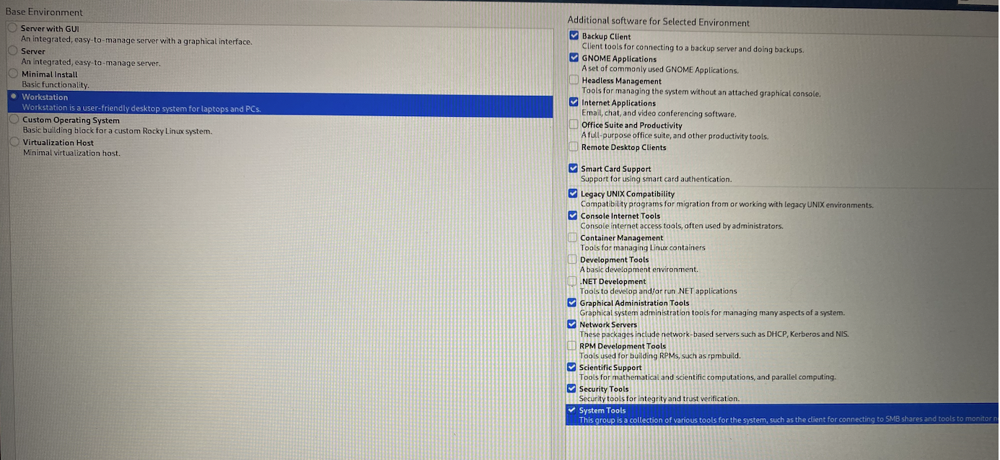 Base Environment
Server with GUI
An integrated, easy-to-manage server with a graphical interface.
Server
An integrated, easy-to-manage server.
Minimal Install
Basic functionality.
Workstation
Workstation is a user-friendly desktop system for laptops and PCs.
Custom Operating System
Basic building block for a custom Rocky Linux system.
Virtualization Host
Minimal virtualization host.
Additional software for Selected Environment
Backup Client
Client tools for connecting to a backup server and doing backups.
GNOME Applications
A set of commonly used GNOME Applications.
Headless Management
Tools for managing the system without an attached graphical console.
Internet Applications
Email, chat, and video conferencing software.
Office Suite and Productivity
A full-purpose office suite, and other productivity tools.
Remote Desktop Clients
Smart Card Support
Support for using smart card authentication.
Legacy UNIX Compatibility
Compatibility programs for migration from or working with legacy UNIX environments.
Console Internet Tools
Console internet access tools, often used by administrators.
Container Management
Tools for managing Linux containers
Development Tools
A basic development environment.
.NET Development
Tools to develop and/or run .NET applications
Graphical Administration Tools
Graphical system administration tools for managing many aspects of a system.
Network Servers
These packages include network-based servers such as DHCP, Kerberos and NIS.
RPM Development Tools
Tools used for building RPMs, such as rpmbuild.
Scientific Support
Tools for mathematical and scientific computations, and parallel computing.
Security Tools
Security tools for integrity and trust verification.
System Tools
This group is a collection of various tools for the system, such as the client for connecting to SMB shares and tools to monitor